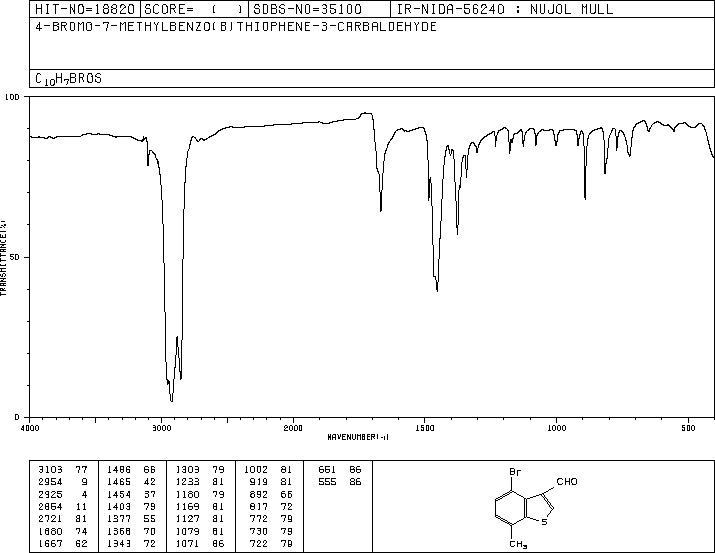 HIT-NO=18820 SCORE= ( ) SDBS-NO=35100 IR-NIDA-56240 : NUJOL MULL
4-BROMO-7-METHYLBENZO(B)THIOPHENE-3-CARBALDEHYDE
C10H7BROS
100
50
0
TRANSMITTANCE(%)
4000 3000 2000 1500 1000 500
WAVENUMBER(-1)
3103 77 1486 66 1303 79 1002 81 651 86
2954 9 1465 42 1233 81 919 81 555 86
2925 4 1454 37 1180 79 892 66
2854 11 1403 79 1169 81 817 72
2721 81 1377 55 1127 81 772 79
1680 74 1368 70 1079 81 730 79
1667 62 1343 72 1071 86 722 79
Br
CHO
S
CH3